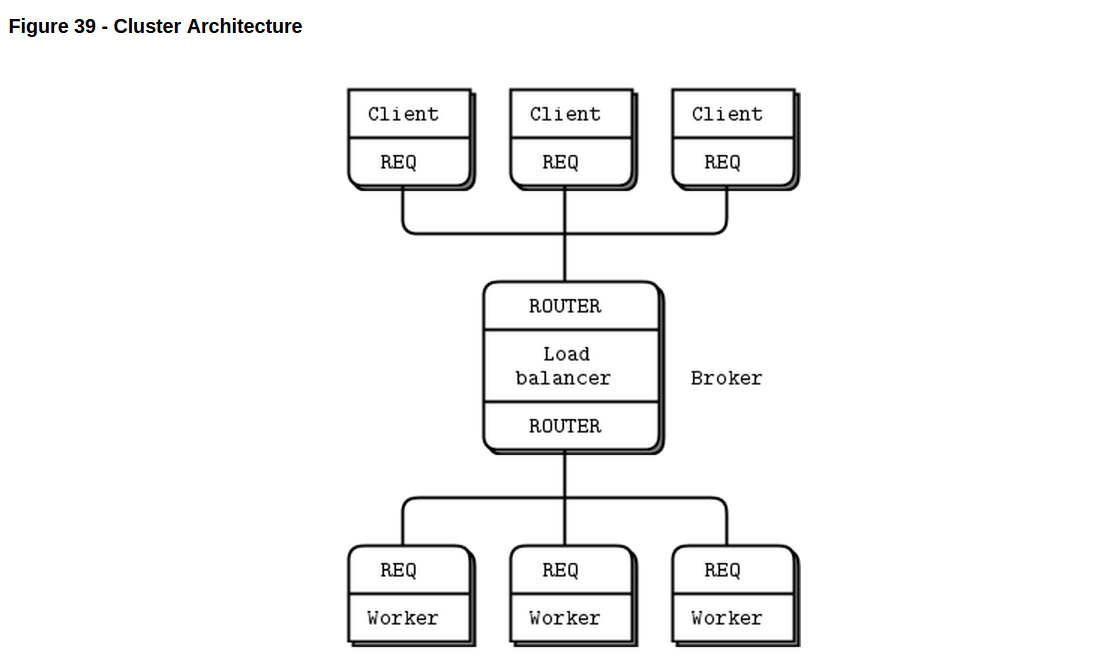 Figure 39 - Cluster Architecture
Client Client Client
REQ REQ REQ
ROUTER
Load
balancer
Broker
ROUTER
REQ REQ REQ
Worker Worker Worker